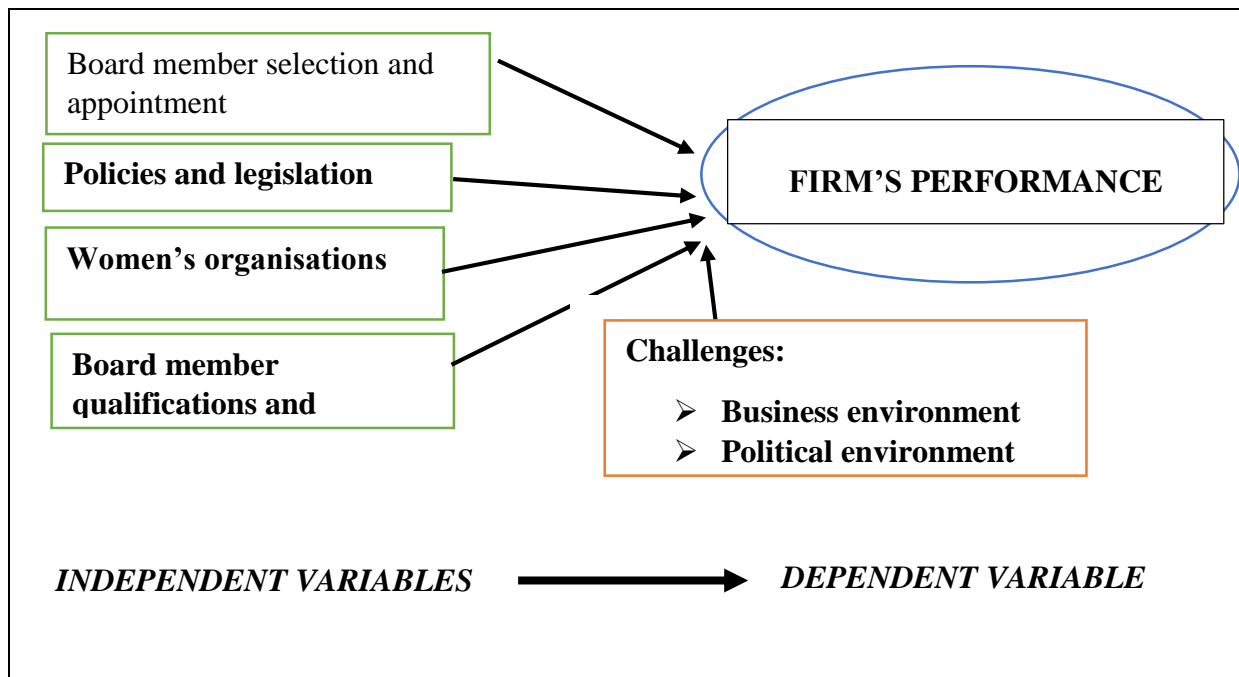 Board member selection and
appointment
Policies and legislation
Women’s organisations
Board member
qualifications and
FIRM’S PERFORMANCE
Challenges:
➢ Business environment
➢ Political environment
INDEPENDENT VARIABLES
DEPENDENT VARIABLE